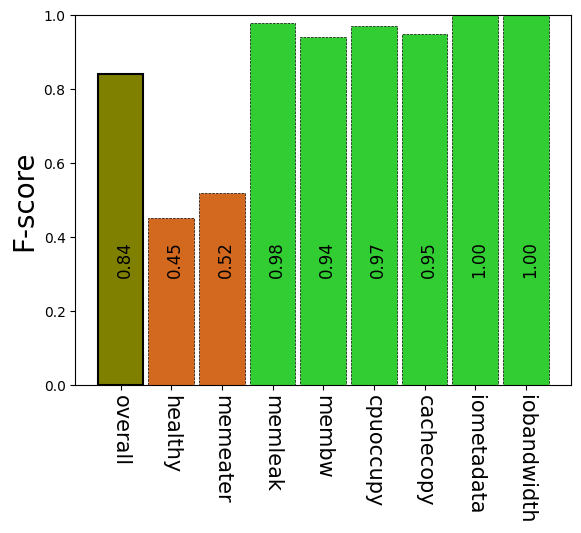 F-score
1.0
0.8
0.6
0.4
0.2
0.0
0.84
0.45
0.52
0.98
0.94
0.97
0.95
1.00
1.00
overall
healthy
memeater
memleak
membw
cpuoccupy
cachecopy
iometadata
iobandwidth